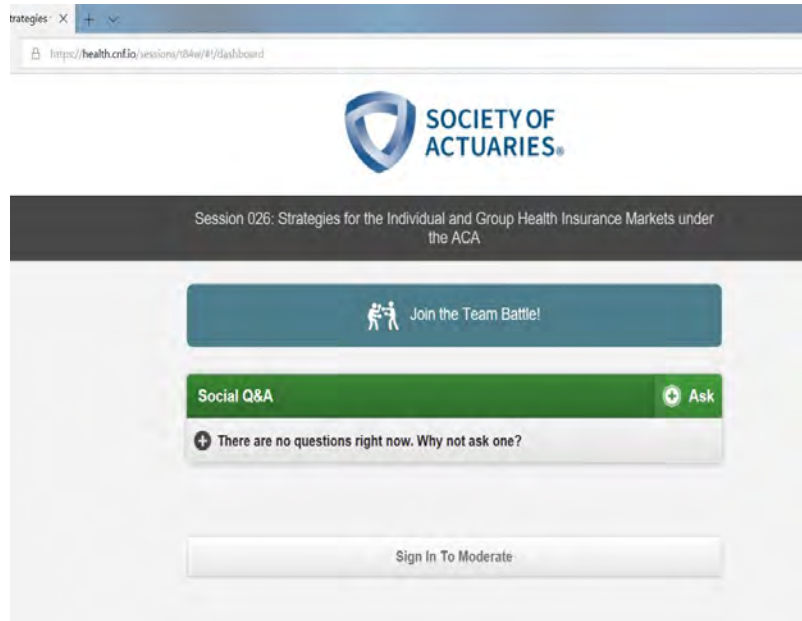 trategies
https://health.cnf.io/sessions/t84w/#!/dashboard
SOCIETY OF
ACTUARIES®
Session 026: Strategies for the Individual and Group Health Insurance Markets under
the ACA
Join the Team Battle!
Social Q&A
Ask
There are no questions right now. Why not ask one?
Sign In To Moderate